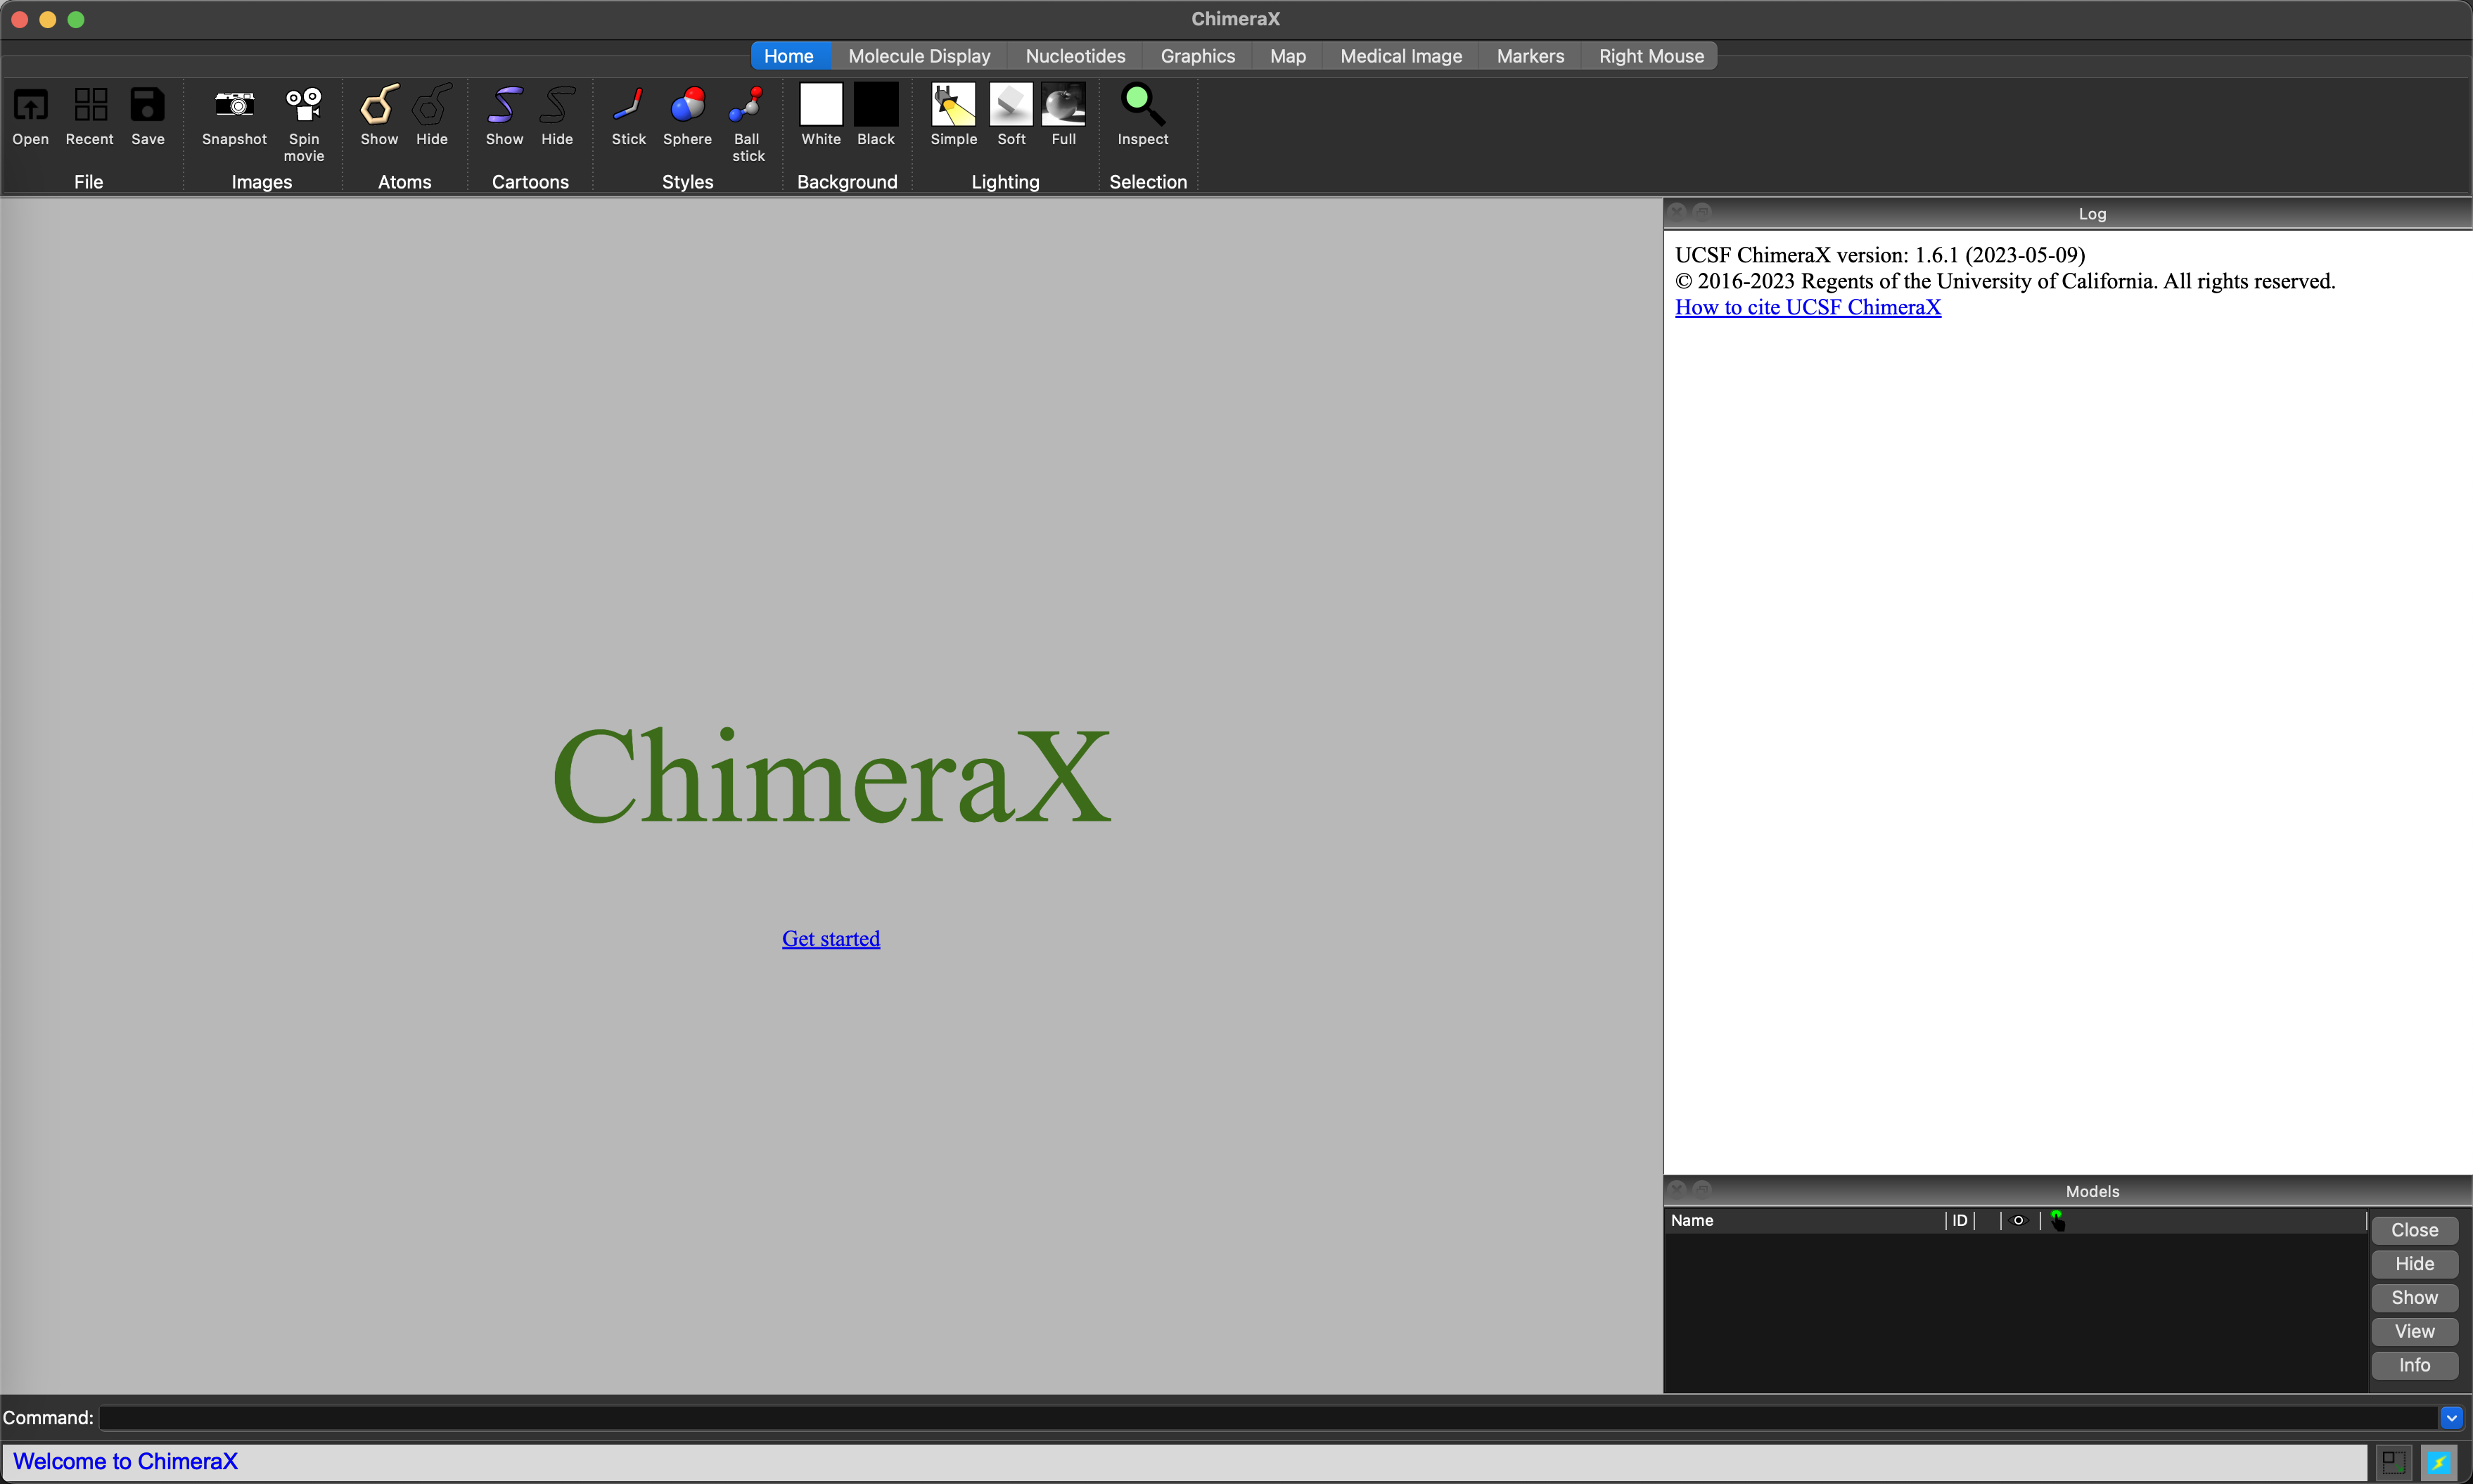 ChimeraX
Home Molecule Display Nucleotides Graphics Map Medical Image Markers Right Mouse
Open Recent Save Snapshot Spin movie Show Hide Show Hide Stick Sphere Ball stick White Black Simple Soft Full Inspect
File Images Atoms Cartoons Styles Background Lighting Selection
ChimeraX
Get started
Log
UCSF ChimeraX version: 1.6.1 (2023-05-09)
© 2016-2023 Regents of the University of California. All rights reserved.
How to cite UCSF ChimeraX
Models
Name ID
Close
Hide
Show
View
Info
Command:
Welcome to ChimeraX